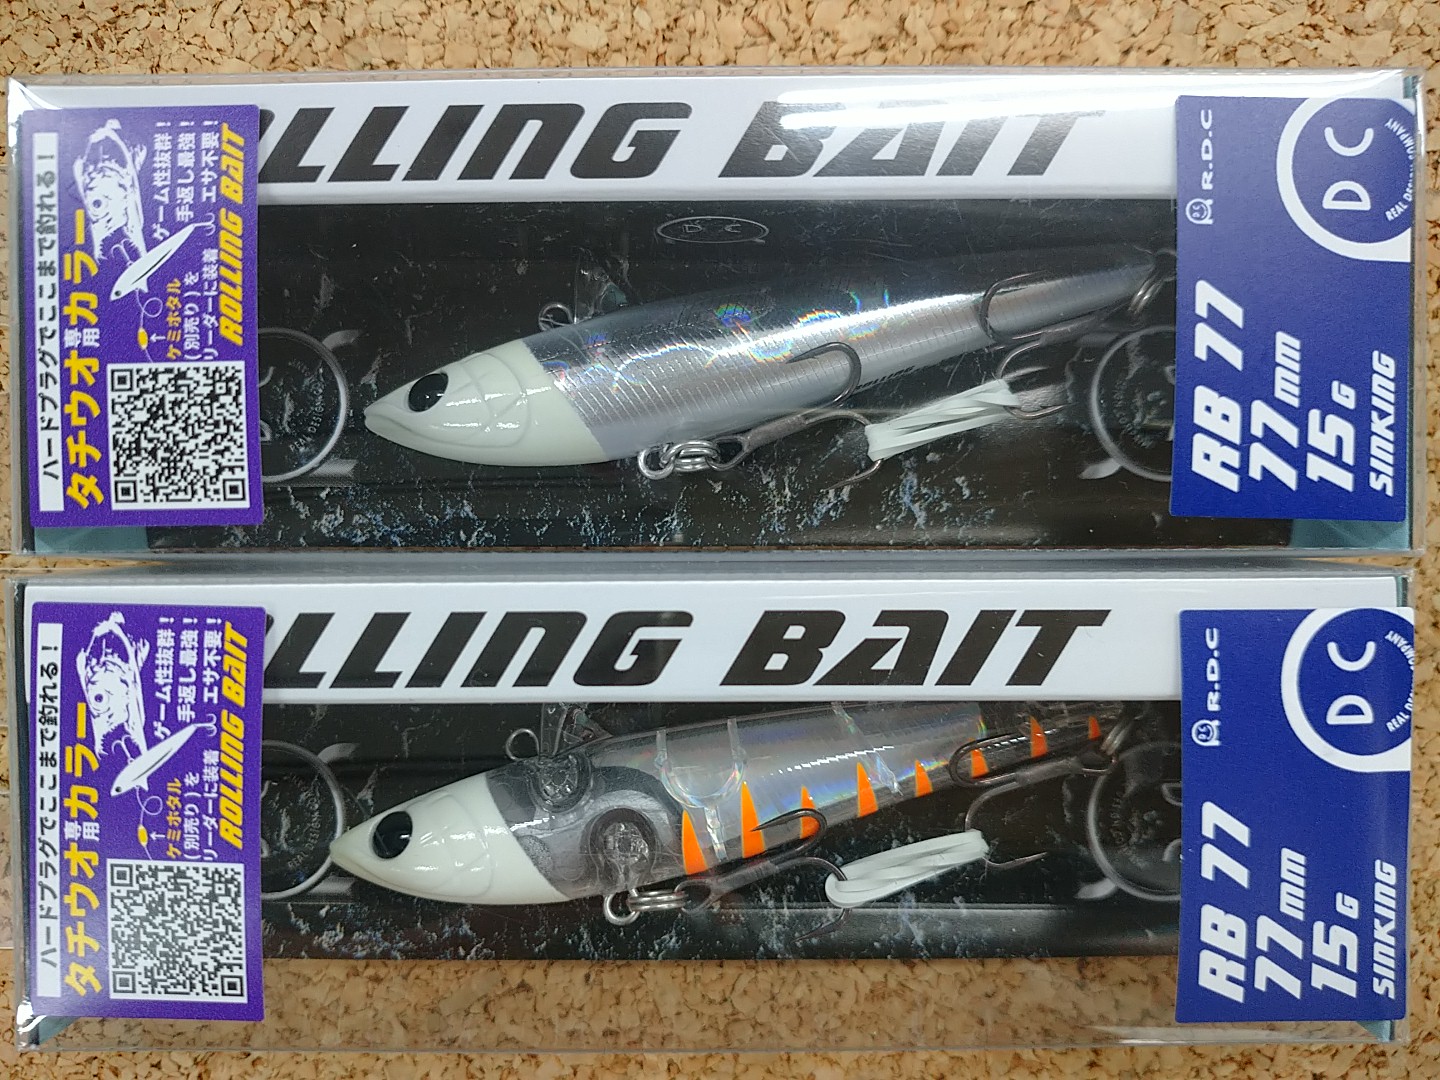 LLING BAIT
ハードプラグでここまで釣れる！
タチウオ専用カラー
ゲーム性抜群！
手返し最強！
エサ不要！
↑
ケミホタル
(別売り)を
リーダーに装着
ROLLING BAIT
D C
R.D.C
D C
REAL DESIGN COMPANY
RB 77
77mm
15G
SINKING
LLING BAIT
ハードプラグでここまで釣れる！
タチウオ専用カラー
ゲーム性抜群！
手返し最強！
エサ不要！
↑
ケミホタル
(別売り)を
リーダーに装着
ROLLING BAIT
R.D.C
D C
REAL DES
COMPANY
RB 77
77mm
15G
SINKING